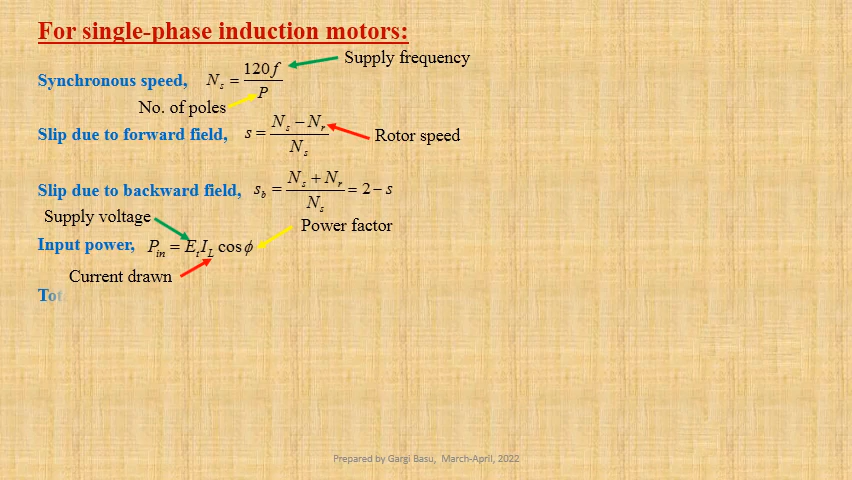 For single-phase induction motors:
Supply frequency
Synchronous speed, N_s = 120f / P
No. of poles
Slip due to forward field, s = (N_s − N_r) / N_s
Rotor speed
Slip due to backward field, s_b = (N_s + N_r) / N_s = 2 − s
Supply voltage
Power factor
Input power, P_in = E_t I_L cos ϕ
Current drawn
Tot
Prepared by Gargi Basu, March-April, 2022